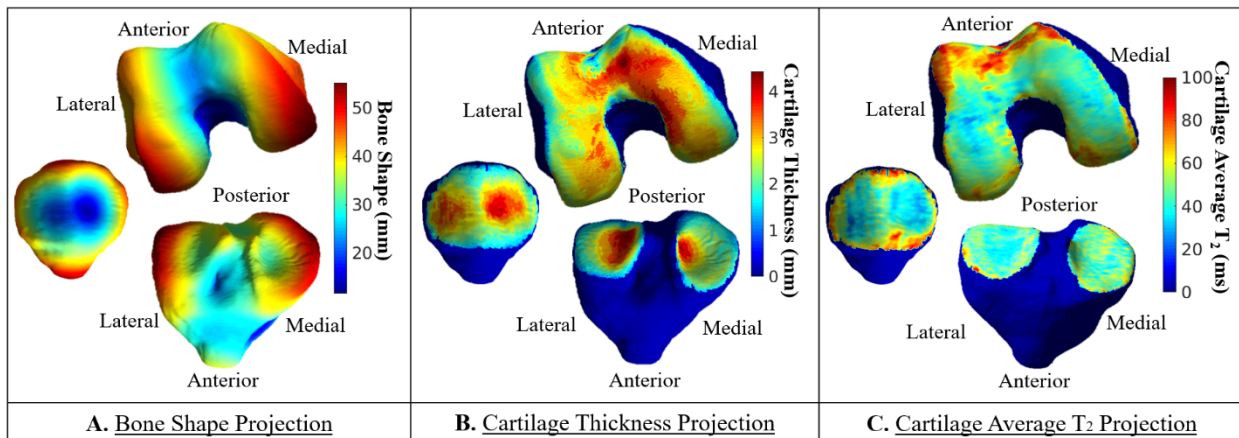 Anterior
Medial
Lateral
Posterior
Lateral
Medial
Anterior
50
40
30
20
Bone Shape (mm)
A. Bone Shape Projection
Anterior
Medial
Lateral
Posterior
Lateral
Medial
Anterior
4
3
2
1
0
Cartilage Thickness (mm)
B. Cartilage Thickness Projection
Anterior
Medial
Lateral
Posterior
Lateral
Medial
Anterior
100
80
60
40
20
0
Cartilage Average T₂ (ms)
C. Cartilage Average T₂ Projection